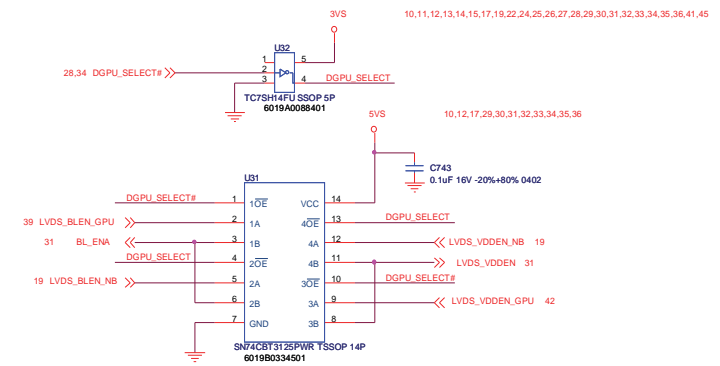 3VS 10,11,12,13,14,15,17,19,22,24,25,26,27,28,29,30,31,32,33,34,35,36,41,45
U32
1
5
28,34 DGPU_SELECT#
2
3
4
DGPU_SELECT
TC7SH14FU SSOP 5P
6019A0088401
5VS 10,12,17,29,30,31,32,33,34,35,36
C743
0.1uF 16V -20%+80% 0402
U31
DGPU_SELECT# 1 1OE VCC 14
39 LVDS_BLEN_GPU 2 1A 4OE 13 DGPU_SELECT
31 BL_ENA 3 1B 4A 12 LVDS_VDDEN_NB 19
DGPU_SELECT 4 2OE 4B 11 LVDS_VDDEN 31
19 LVDS_BLEN_NB 5 2A 3OE 10 DGPU_SELECT#
6 2B 3A 9 LVDS_VDDEN_GPU 42
7 GND 3B 8
SN74CBT3125PWR TSSOP 14P
6019B0334501